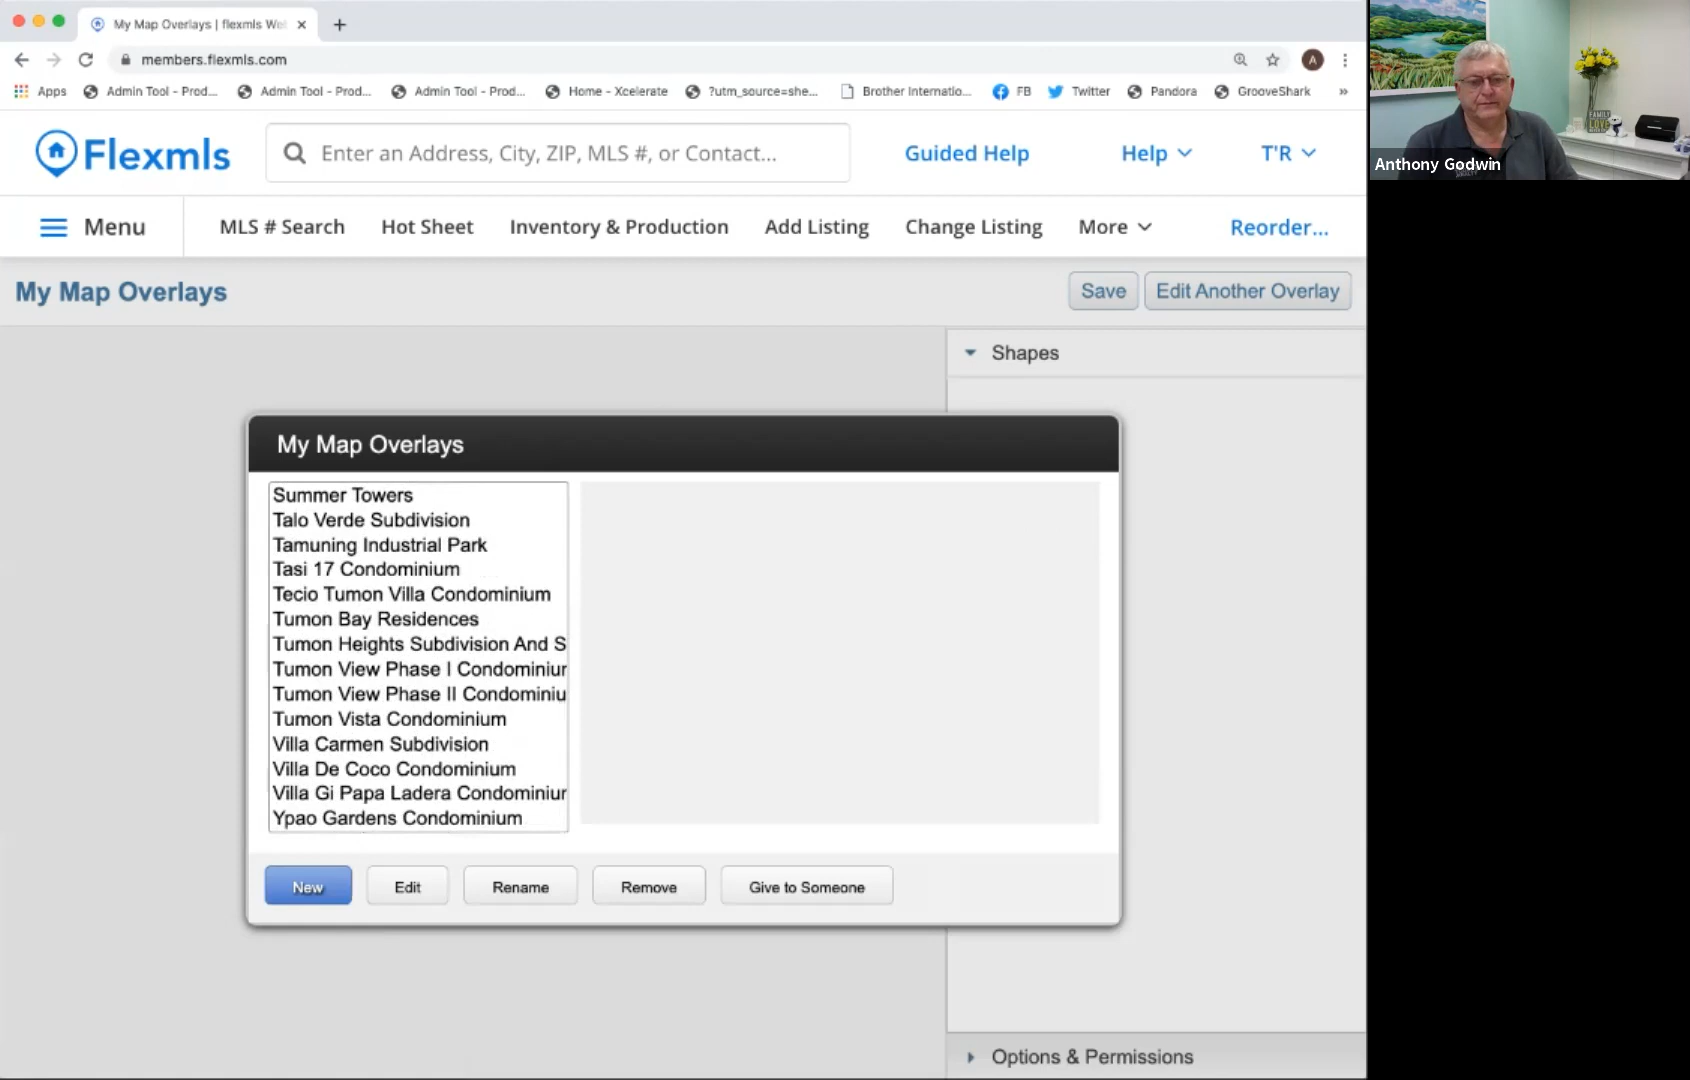 My Map Overlays | flexmls We
members.flexmls.com
A
Apps
Admin Tool - Prod...
Admin Tool - Prod...
Admin Tool - Prod...
Home - Xcelerate
?utm_source=she...
Brother Internatio...
FB
Twitter
Pandora
GrooveShark
»
Flexmls
Enter an Address, City, ZIP, MLS #, or Contact...
Guided Help
Help
T'R
Menu
MLS # Search
Hot Sheet
Inventory & Production
Add Listing
Change Listing
More
Reorder...
My Map Overlays
Save
Edit Another Overlay
Shapes
My Map Overlays
Summer Towers
Talo Verde Subdivision
Tamuning Industrial Park
Tasi 17 Condominium
Tecio Tumon Villa Condominium
Tumon Bay Residences
Tumon Heights Subdivision And S
Tumon View Phase I Condominiur
Tumon View Phase II Condominiu
Tumon Vista Condominium
Villa Carmen Subdivision
Villa De Coco Condominium
Villa Gi Papa Ladera Condominiur
Ypao Gardens Condominium
New
Edit
Rename
Remove
Give to Someone
Options & Permissions
FAMILY
LOVE
Anthony Godwin